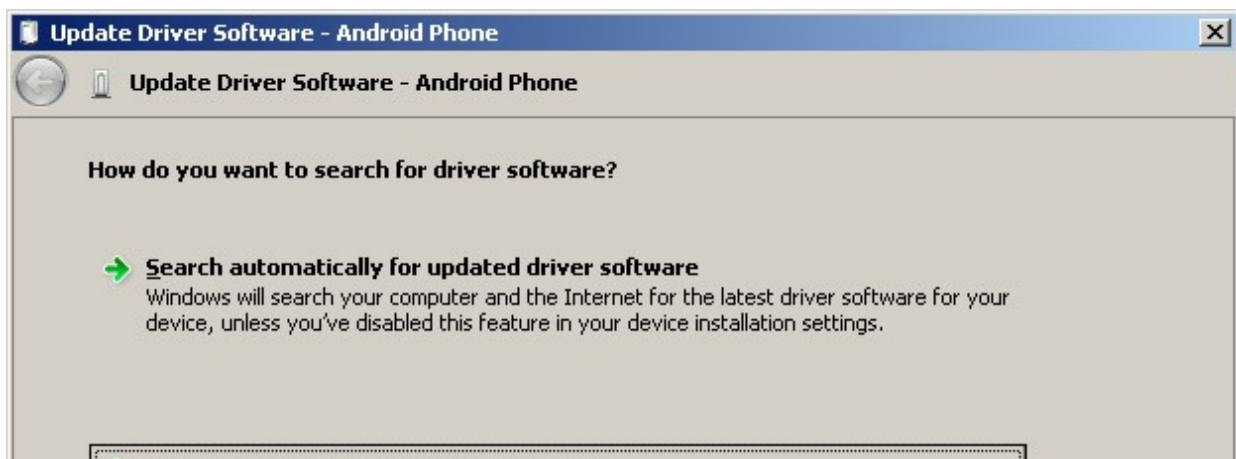 Update Driver Software - Android Phone
Update Driver Software - Android Phone
How do you want to search for driver software?
Search automatically for updated driver software
Windows will search your computer and the Internet for the latest driver software for your
device, unless you've disabled this feature in your device installation settings.